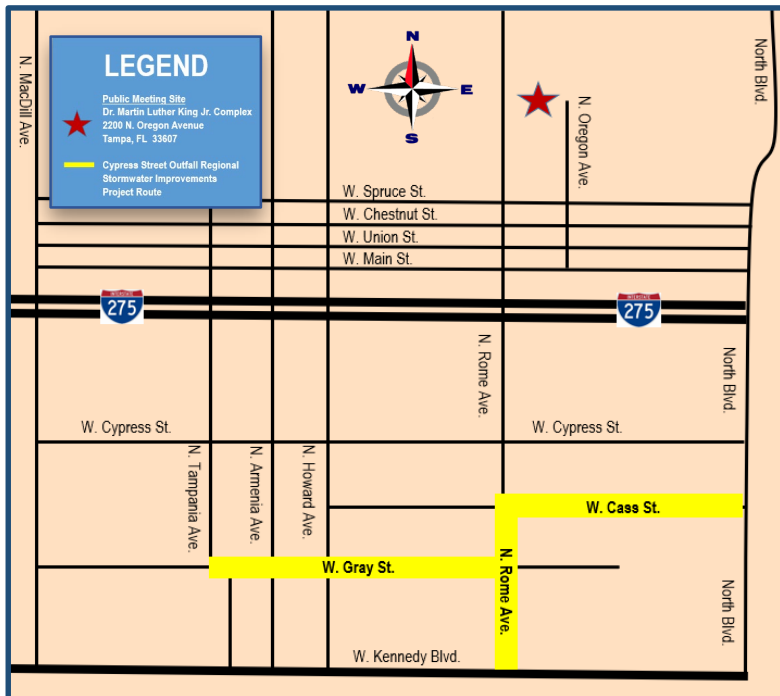 LEGEND
Public Meeting Site
Dr. Martin Luther King Jr. Complex
2200 N. Oregon Avenue
Tampa, FL 33607
Cypress Street Outfall Regional
Stormwater Improvements
Project Route
N. MacDill Ave.
N
W
E
S
N. Oregon Ave.
North Blvd.
W. Spruce St.
W. Chestnut St.
W. Union St.
W. Main St.
INTERSTATE
275
INTERSTATE
275
N. Rome Ave.
North Blvd.
W. Cypress St.
W. Cypress St.
N. Tampania Ave.
N. Armenia Ave.
N. Howard Ave.
W. Cass St.
W. Gray St.
N. Rome Ave.
North Blvd.
W. Kennedy Blvd.